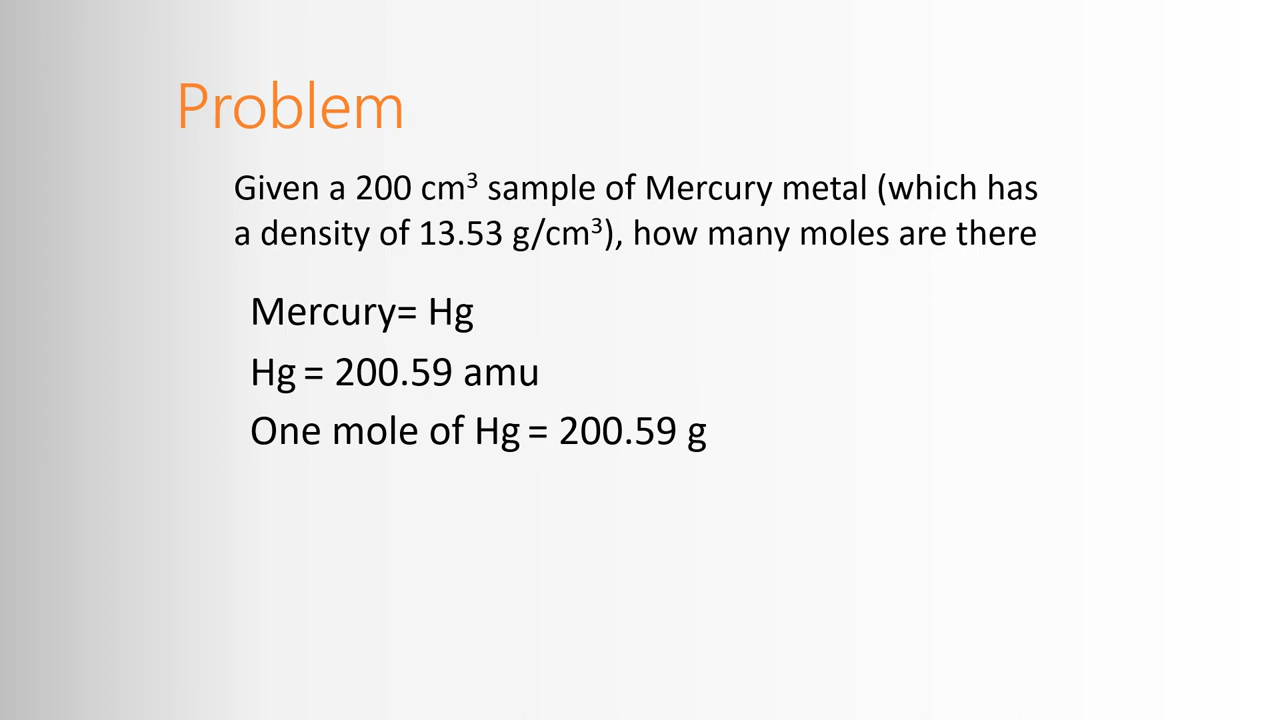 Problem
Given a 200 cm³ sample of Mercury metal (which has
a density of 13.53 g/cm³), how many moles are there
Mercury= Hg
Hg = 200.59 amu
One mole of Hg = 200.59 g